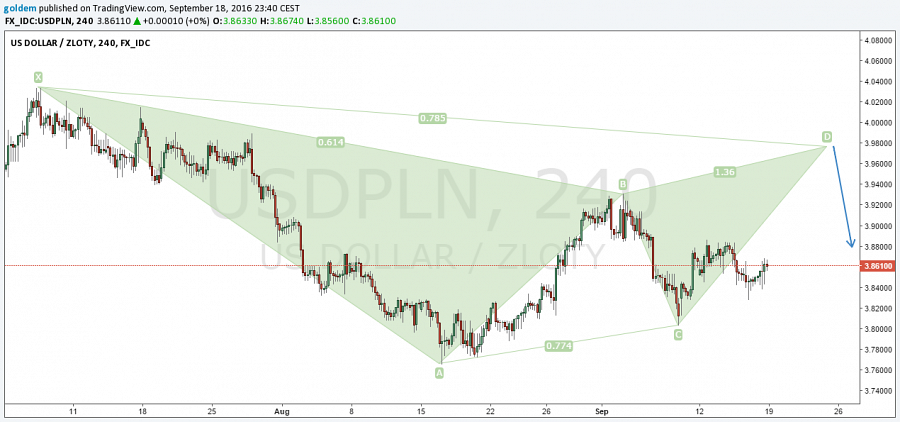 goldem published on TradingView.com, September 18, 2016 23:40 CEST
FX_IDC:USDPLN, 240 3.86110 ▲ +0.00010 (+0%) O:3.86330 H:3.86740 L:3.85600 C:3.86100
US DOLLAR / ZLOTY, 240, FX_IDC
USDPLN, 240
US DOLLAR / ZLOTY
X
0.785
0.614
D
1.36
B
C
0.774
A
4.08000
4.06000
4.04000
4.02000
4.00000
3.98000
3.96000
3.94000
3.92000
3.90000
3.88000
3.86100
3.84000
3.82000
3.80000
3.78000
3.76000
3.74000
11 18 25 Aug 8 15 22 26 Sep 12 19 26